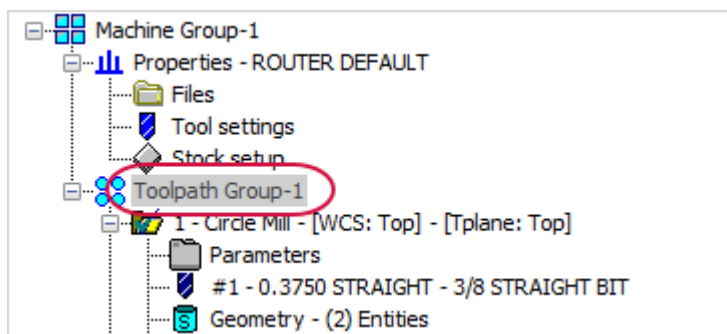 Machine Group-1
Properties - ROUTER DEFAULT
Files
Tool settings
Stock setup
Toolpath Group-1
1 - Circle Mill - [WCS: Top] - [Tplane: Top]
Parameters
#1 - 0.3750 STRAIGHT - 3/8 STRAIGHT BIT
Geometry - (2) Entities